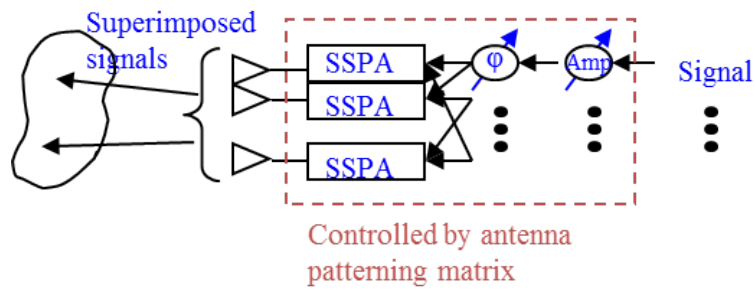 Superimposed
signals
SSPA
SSPA
SSPA
φ
Amp
Signal
Controlled by antenna
patterning matrix